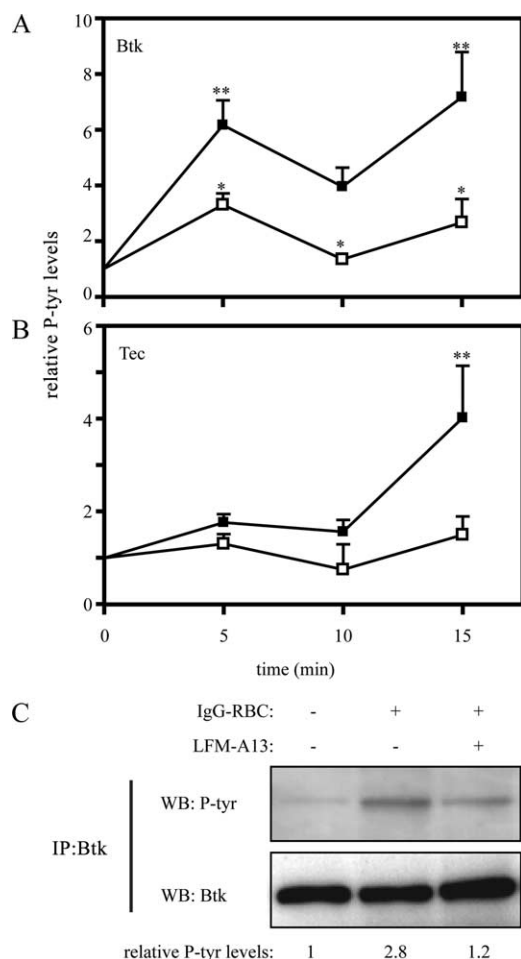 A
Btk
10
8
6
4
2
0
**
*
*
**
*
relative P-tyr levels
B
Tec
6
4
2
0
**
0
5
10
15
time (min)
C
IgG-RBC: - + +
LFM-A13: - - +
IP:Btk
WB: P-tyr
WB: Btk
relative P-tyr levels: 1 2.8 1.2